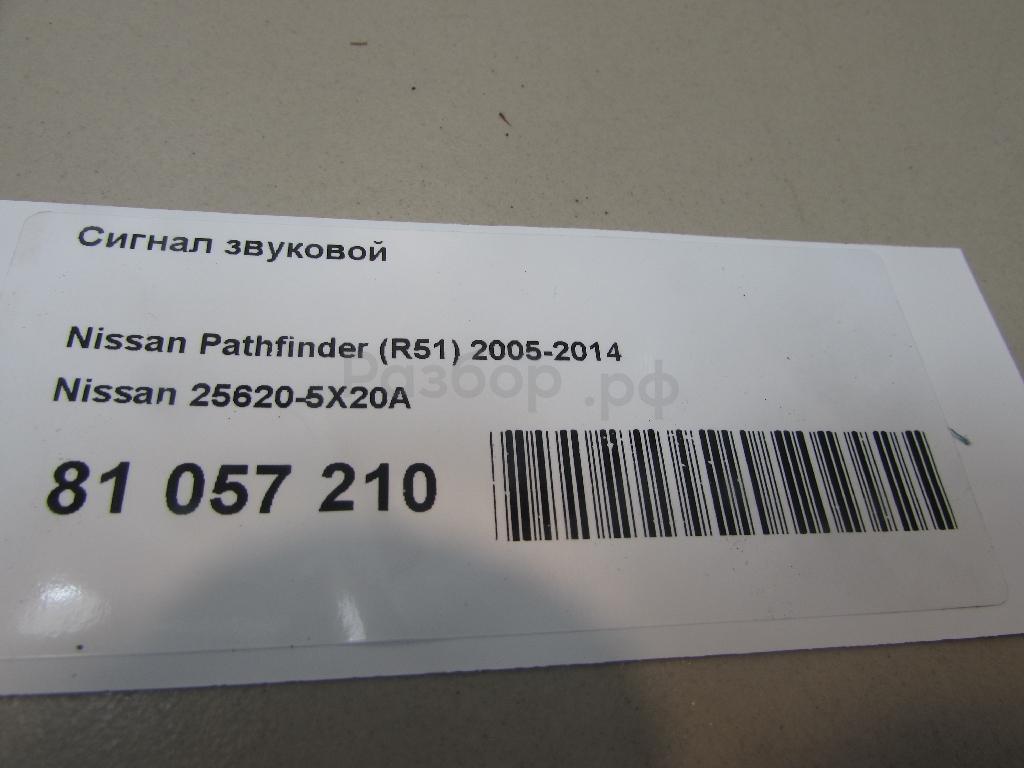 Сигнал звуковой
Nissan Pathfinder (R51) 2005-2014
Разбор.рф
Nissan 25620-5X20A
81 057 210